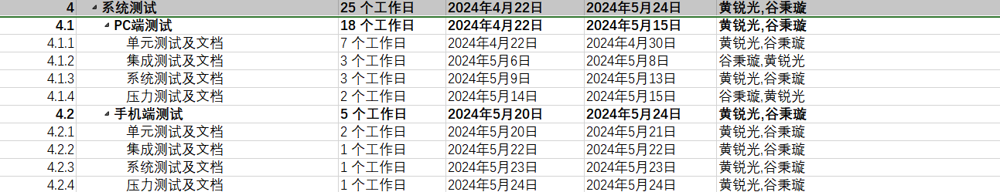 4 系统测试 25 个工作日 2024年4月22日 2024年5月24日 黄锐光,谷秉璇
4.1 PC端测试 18 个工作日 2024年4月22日 2024年5月15日 黄锐光,谷秉璇
4.1.1 单元测试及文档 7 个工作日 2024年4月22日 2024年4月30日 黄锐光,谷秉璇
4.1.2 集成测试及文档 3 个工作日 2024年5月6日 2024年5月8日 谷秉璇,黄锐光
4.1.3 系统测试及文档 3 个工作日 2024年5月9日 2024年5月13日 黄锐光,谷秉璇
4.1.4 压力测试及文档 2 个工作日 2024年5月14日 2024年5月15日 谷秉璇,黄锐光
4.2 手机端测试 5 个工作日 2024年5月20日 2024年5月24日 黄锐光,谷秉璇
4.2.1 单元测试及文档 2 个工作日 2024年5月20日 2024年5月21日 黄锐光,谷秉璇
4.2.2 集成测试及文档 1 个工作日 2024年5月22日 2024年5月22日 黄锐光,谷秉璇
4.2.3 系统测试及文档 1 个工作日 2024年5月23日 2024年5月23日 黄锐光,谷秉璇
4.2.4 压力测试及文档 1 个工作日 2024年5月24日 2024年5月24日 黄锐光,谷秉璇